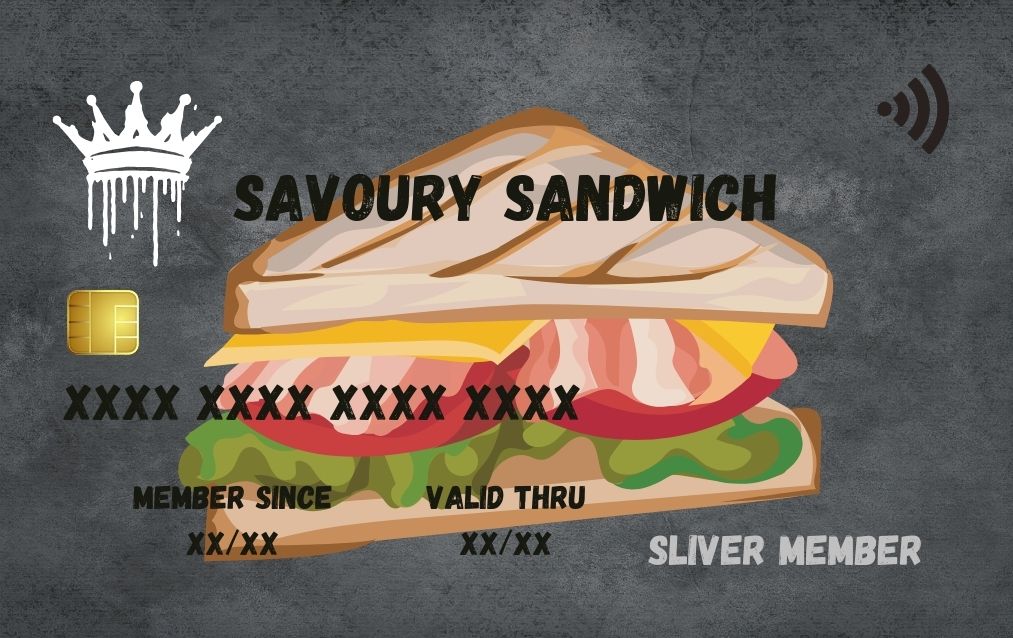 SAVOURY SANDWICH
XXXX XXXX XXXX XXXX
MEMBER SINCE VALID THRU
XX/XX XX/XX
SLIVER MEMBER